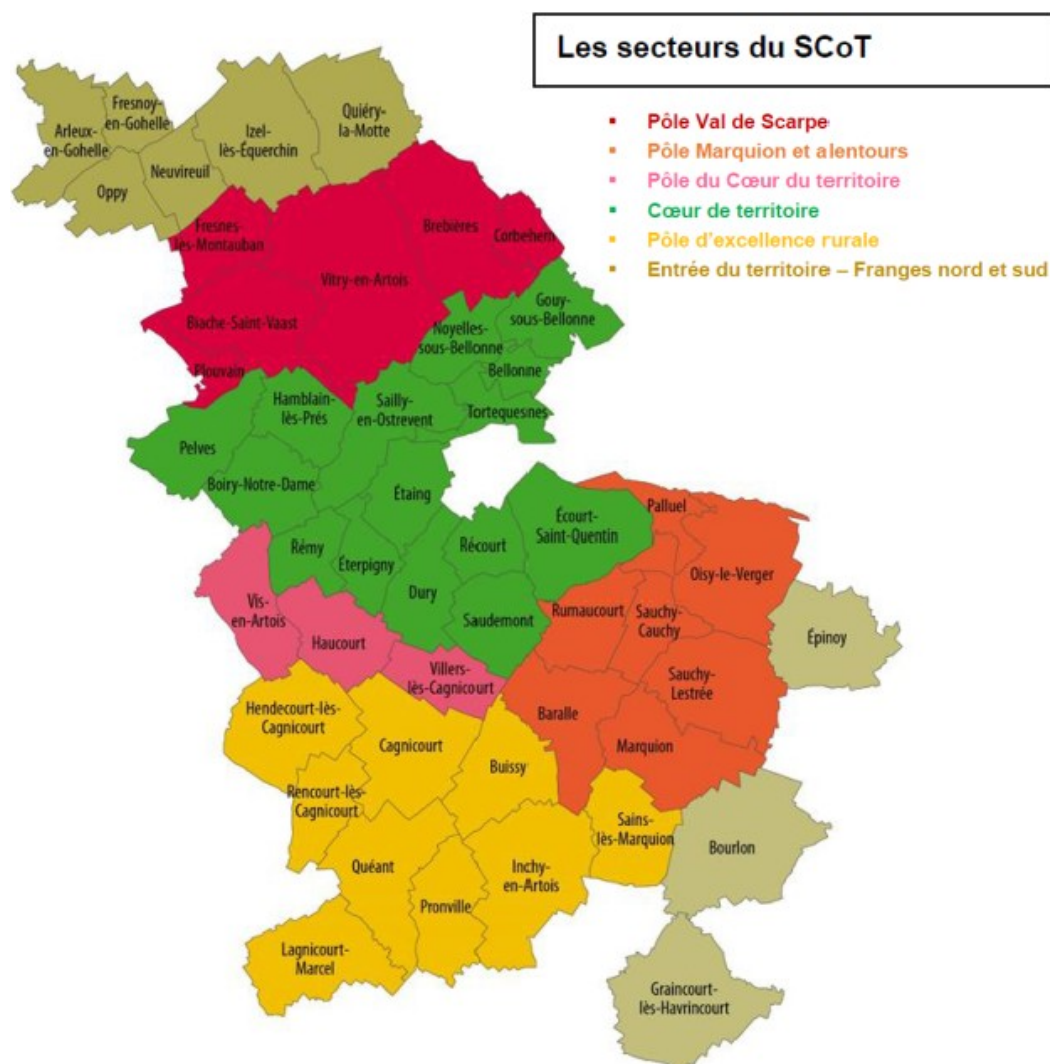 Les secteurs du SCoT
▪ Pôle Val de Scarpe
▪ Pôle Marquion et alentours
▪ Pôle du Cœur du territoire
▪ Cœur de territoire
▪ Pôle d'excellence rurale
▪ Entrée du territoire – Franges nord et sud
Fresnoy-
en-Gohelle
Arleux-
en-Gohelle
Oppy
Neuvireuil
Izel-
lès-Équerchin
Quiéry-
la-Motte
Fresnes-
lès-Montauban
Vitry-en-Artois
Brebières
Corbehem
Biache-Saint-Vaast
Plouvain
Gouy-
sous-Bellonne
Noyelles-
sous-Bellonne
Bellonne
Tortequesnes
Hamblain-
lès-Prés
Sailly-
en-Ostrevent
Pelves
Boiry-Notre-Dame
Étaing
Écourt-
Saint-Quentin
Rémy
Éterpigny
Récourt
Dury
Saudemont
Palluel
Oisy-le-Verger
Rumaucourt
Sauchy-
Cauchy
Épinoy
Vis-
en-Artois
Haucourt
Villers-
lès-Cagnicourt
Sauchy-
Lestrée
Baralle
Marquion
Hendecourt-lès-
Cagnicourt
Cagnicourt
Buissy
Rencourt-lès-
Cagnicourt
Sains-
lès-Marquion
Bourlon
Quéant
Inchy-
en-Artois
Pronville
Lagnicourt-
Marcel
Graincourt-
lès-Havrincourt